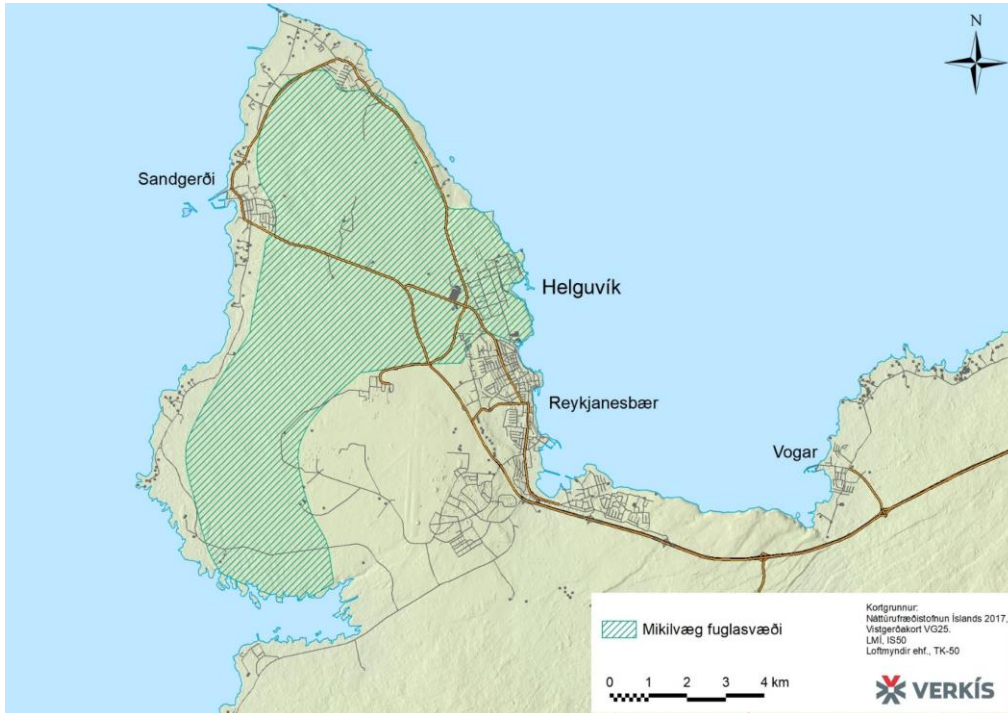 N
Sandgerði
Helguvík
Reykjanesbær
Vogar
Mikilvæg fuglasvæði
0 1 2 3 4 km
Kortgrunnur:
Náttúrufræðistofnun Íslands 2017,
Vistgerðakort VG25.
LMÍ, IS50
Loftmyndir ehf., TK-50
VERKÍS